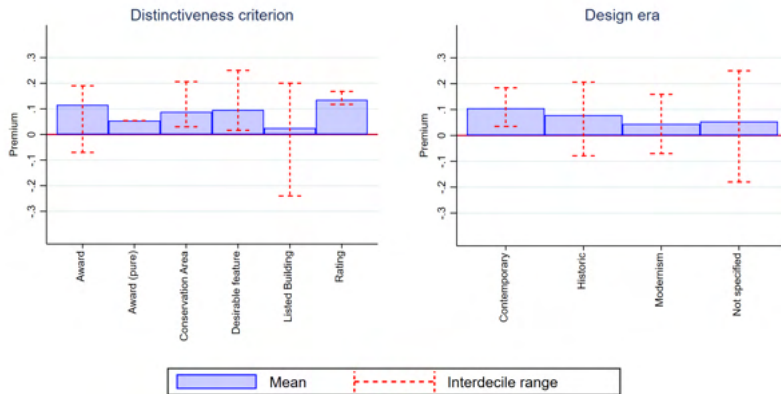 Distinctiveness criterion
Design era
Premium
.3
.2
.1
0
-.1
-.2
-.3
Award
Award (pure)
Conservation Area
Desirable feature
Listed Building
Rating
Premium
.3
.2
.1
0
-.1
-.2
-.3
Contemporary
Historic
Modernism
Not specified
Mean
Interdecile range